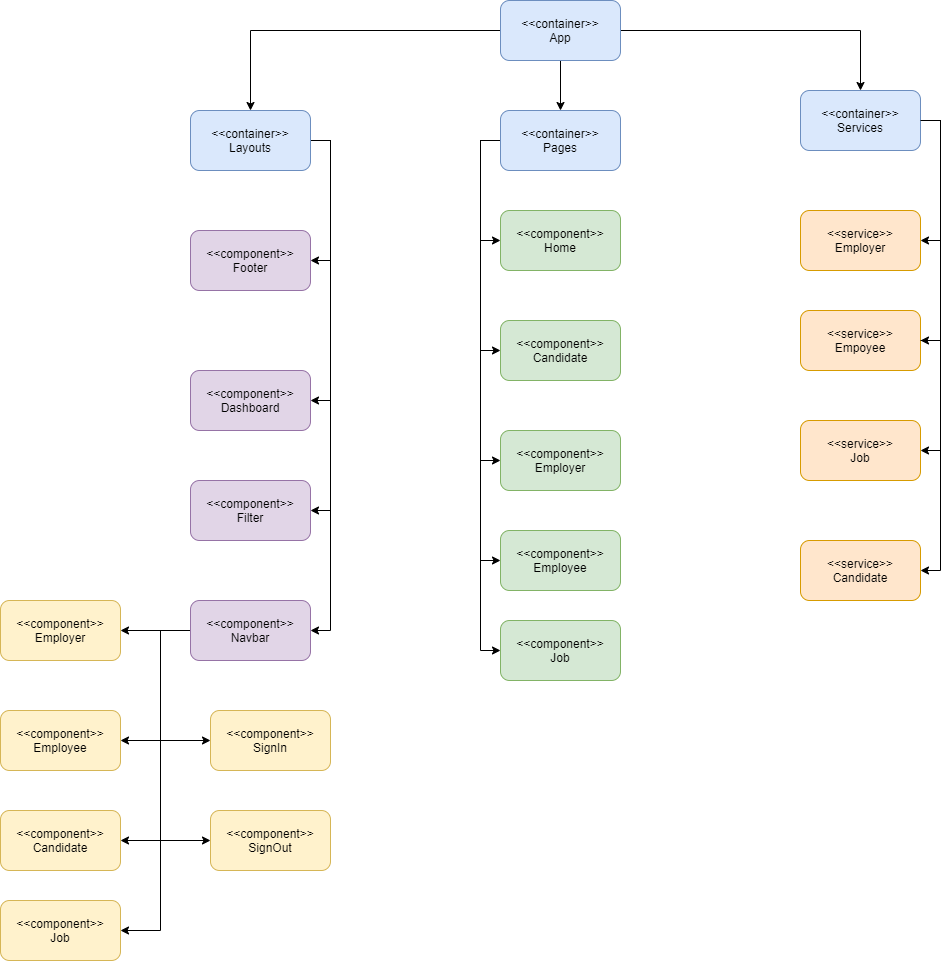 <<container>>
App
<<container>>
Layouts
<<container>>
Pages
<<container>>
Services
<<component>>
Footer
<<component>>
Home
<<service>>
Employer
<<component>>
Dashboard
<<component>>
Candidate
<<service>>
Empoyee
<<component>>
Filter
<<component>>
Employer
<<service>>
Job
<<component>>
Employee
<<service>>
Candidate
<<component>>
Employer
<<component>>
Navbar
<<component>>
Job
<<component>>
Employee
<<component>>
SignIn
<<component>>
Candidate
<<component>>
SignOut
<<component>>
Job